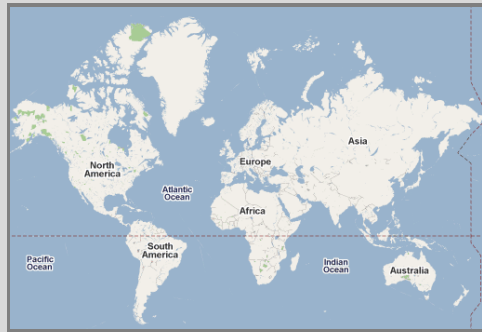 Asia
Europe
North
America
Atlantic
Ocean
Africa
South
America
Pacific
Ocean
Indian
Ocean
Australia